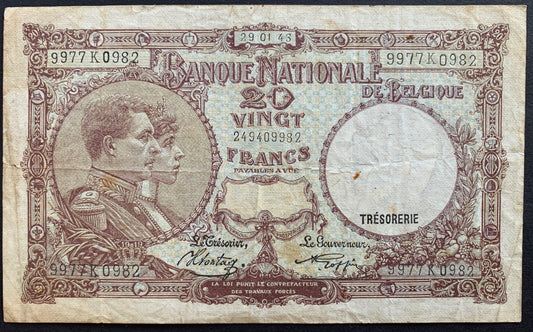 29.01.43
9977K0982
9977K0982
BANQUE NATIONALE
DE BELGIQUE
20
VINGT
249409982
FRANCS
PAYABLES A VUE
TRÉSORERIE
Le Trésorier,
Le Gouverneur,
9977K0982
9977K0982
LA LOI PUNIT LE CONTREFACTEUR
DES TRAVAUX FORCÉS